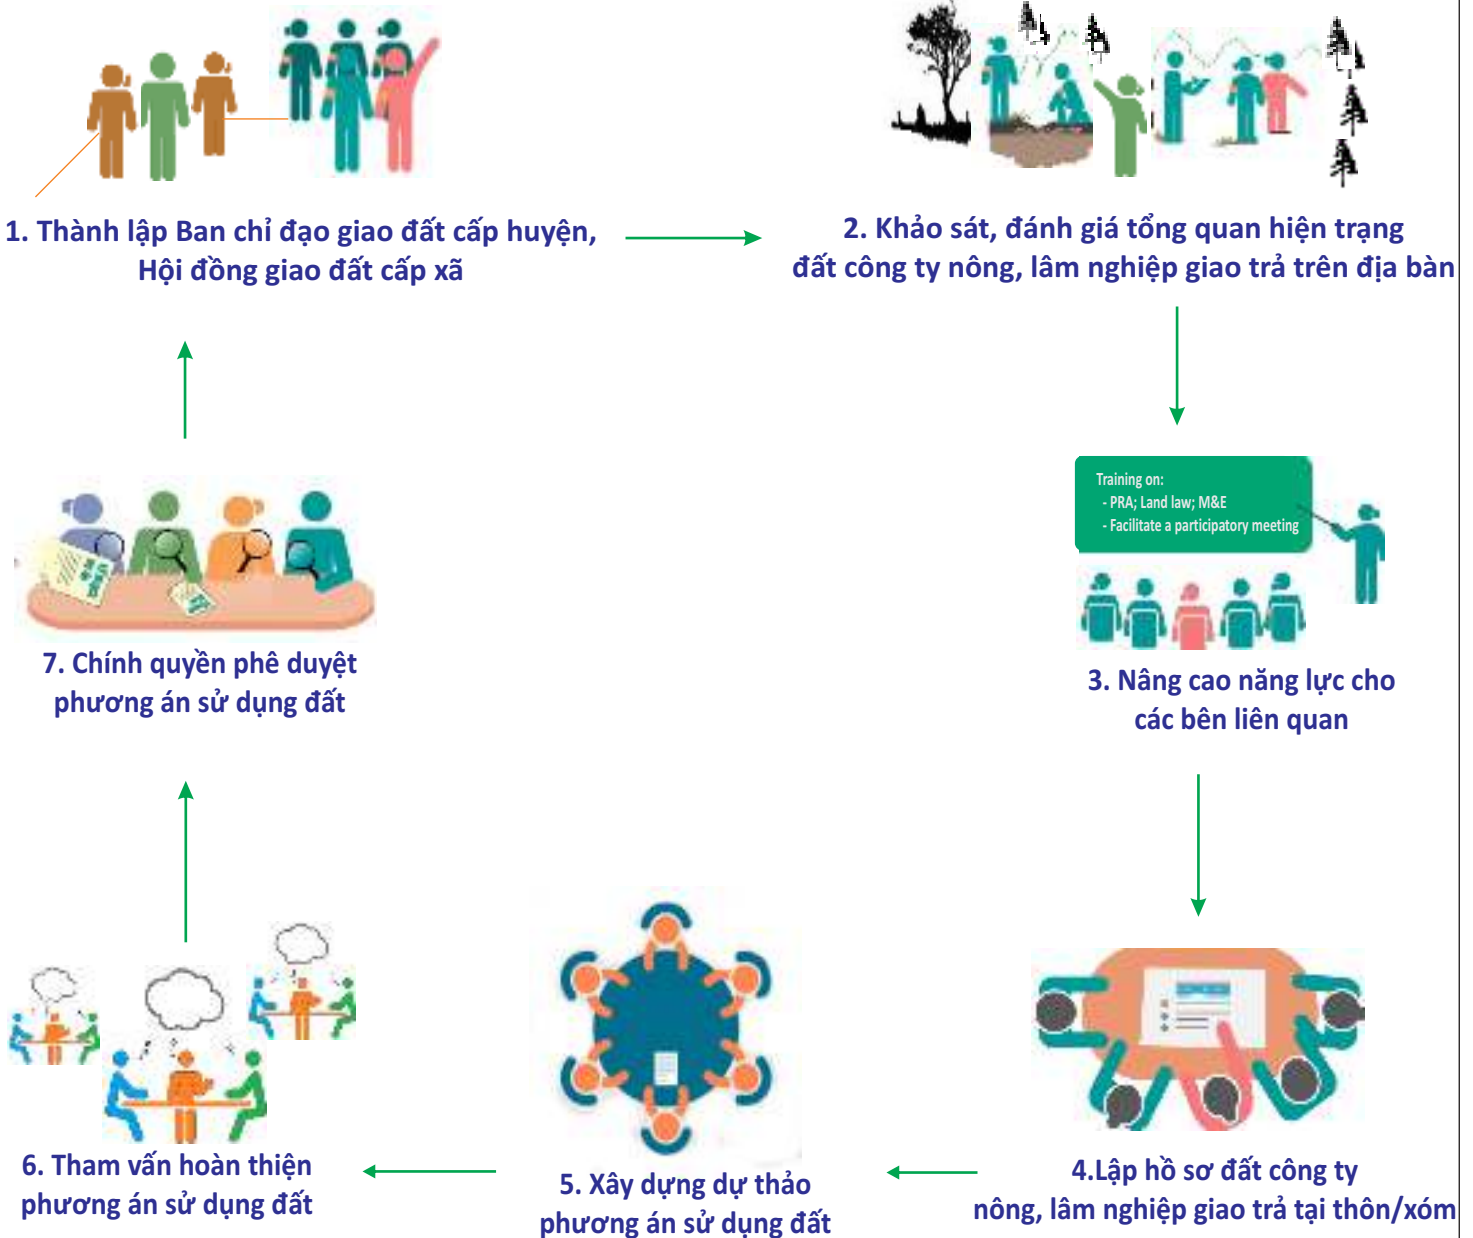 1. Thành lập Ban chỉ đạo giao đất cấp huyện,
Hội đồng giao đất cấp xã
2. Khảo sát, đánh giá tổng quan hiện trạng
đất công ty nông, lâm nghiệp giao trả trên địa bàn
Training on:
- PRA; Land law; M&E
- Facilitate a participatory meeting
3. Nâng cao năng lực cho
các bên liên quan
4.Lập hồ sơ đất công ty
nông, lâm nghiệp giao trả tại thôn/xóm
5. Xây dựng dự thảo
phương án sử dụng đất
6. Tham vấn hoàn thiện
phương án sử dụng đất
7. Chính quyền phê duyệt
phương án sử dụng đất